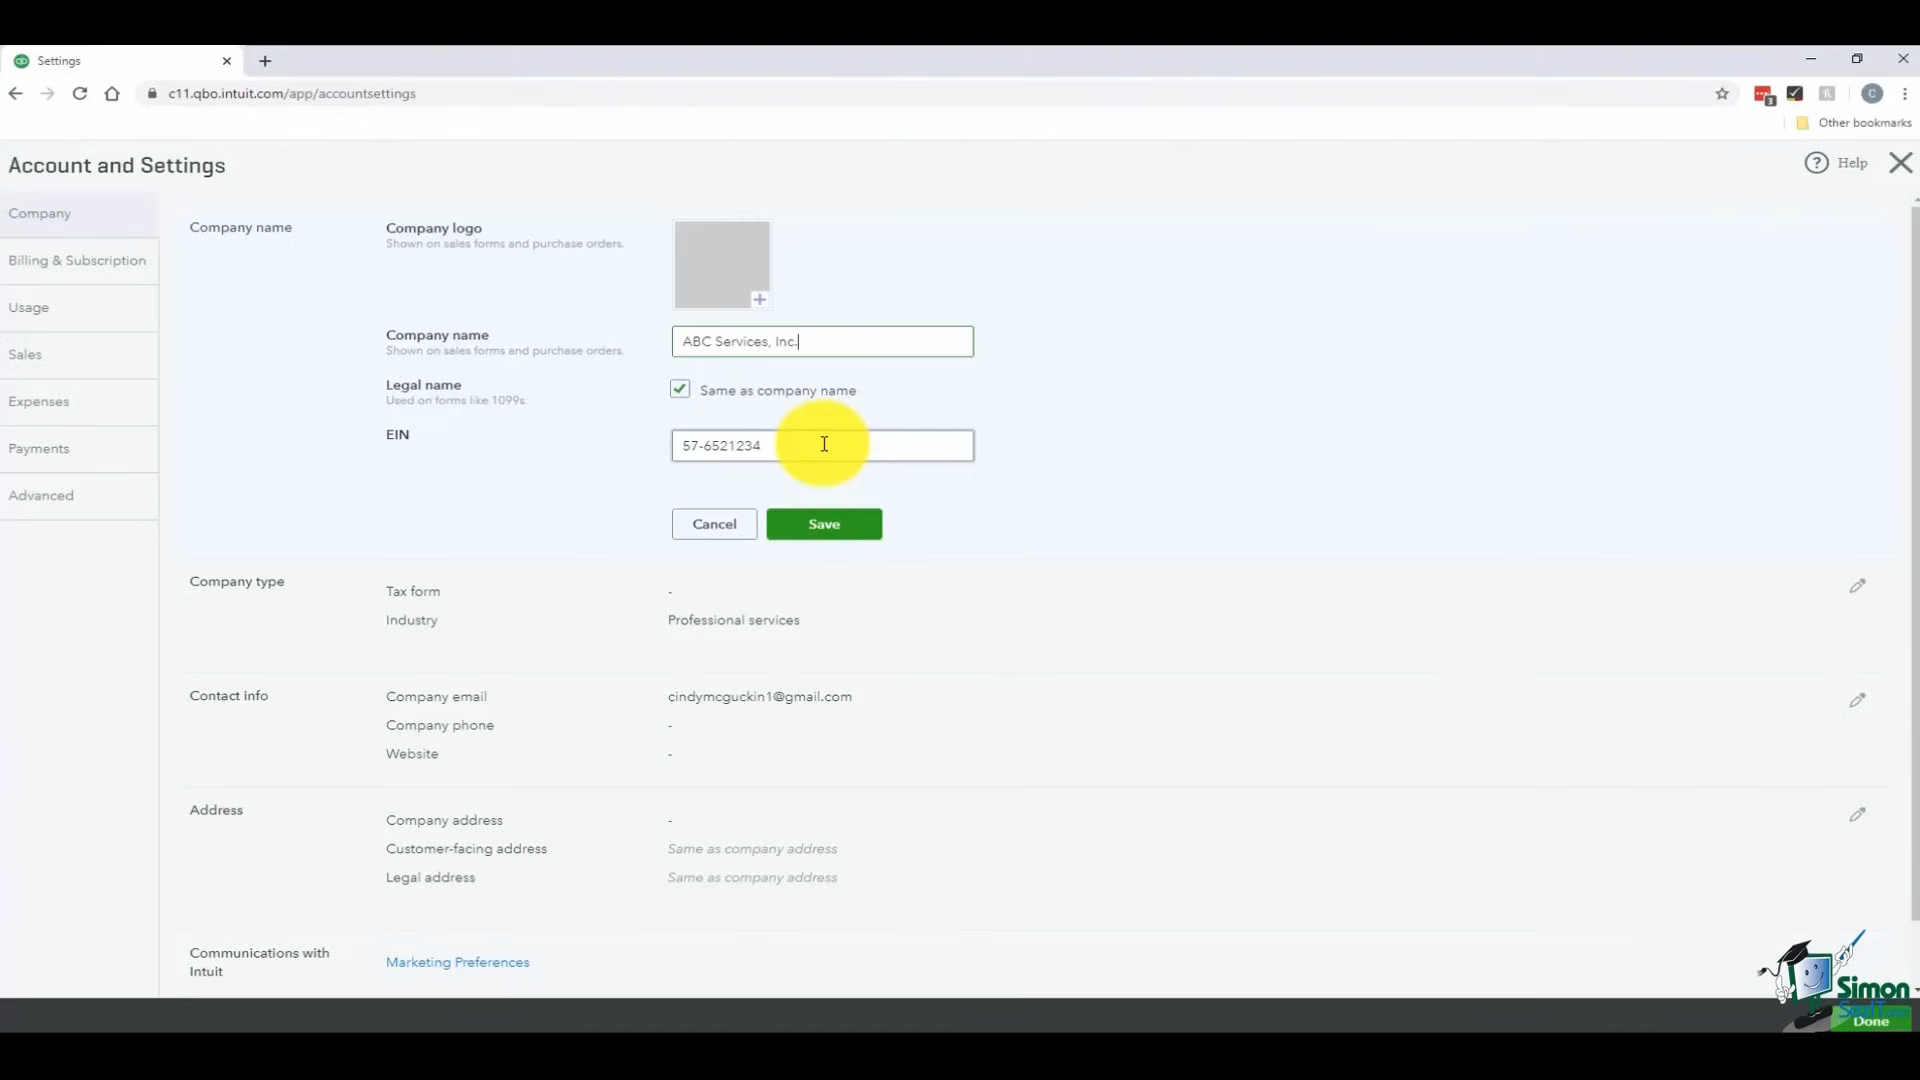 Settings
c11.qbo.intuit.com/app/accountsettings
3
C
Other bookmarks
Account and Settings
? Help
Company
Billing & Subscription
Usage
Sales
Expenses
Payments
Advanced
Company name
Company logo
Shown on sales forms and purchase orders.
Company name
Shown on sales forms and purchase orders.
ABC Services, Inc.
Legal name
Used on forms like 1099s.
Same as company name
EIN
57-6521234
Cancel
Save
Company type
Tax form
-
Industry
Professional services
Contact info
Company email
cindymcguckin1@gmail.com
Company phone
-
Website
-
Address
Company address
-
Customer-facing address
Same as company address
Legal address
Same as company address
Communications with
Intuit
Marketing Preferences
Simon
Done